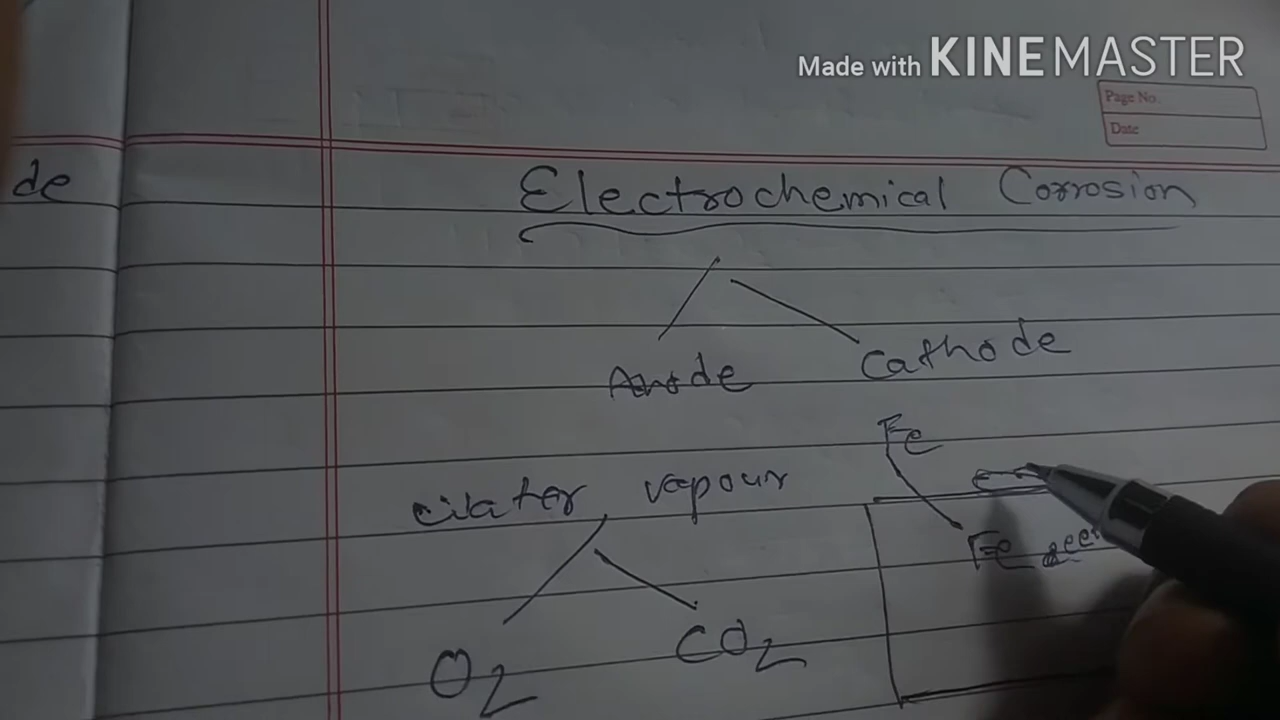 Made with KINEMASTER
Page No.
Date
de
Electrochemical Corrosion
Anode
Cathode
Fe
water vapour
Fe
O2
CO2